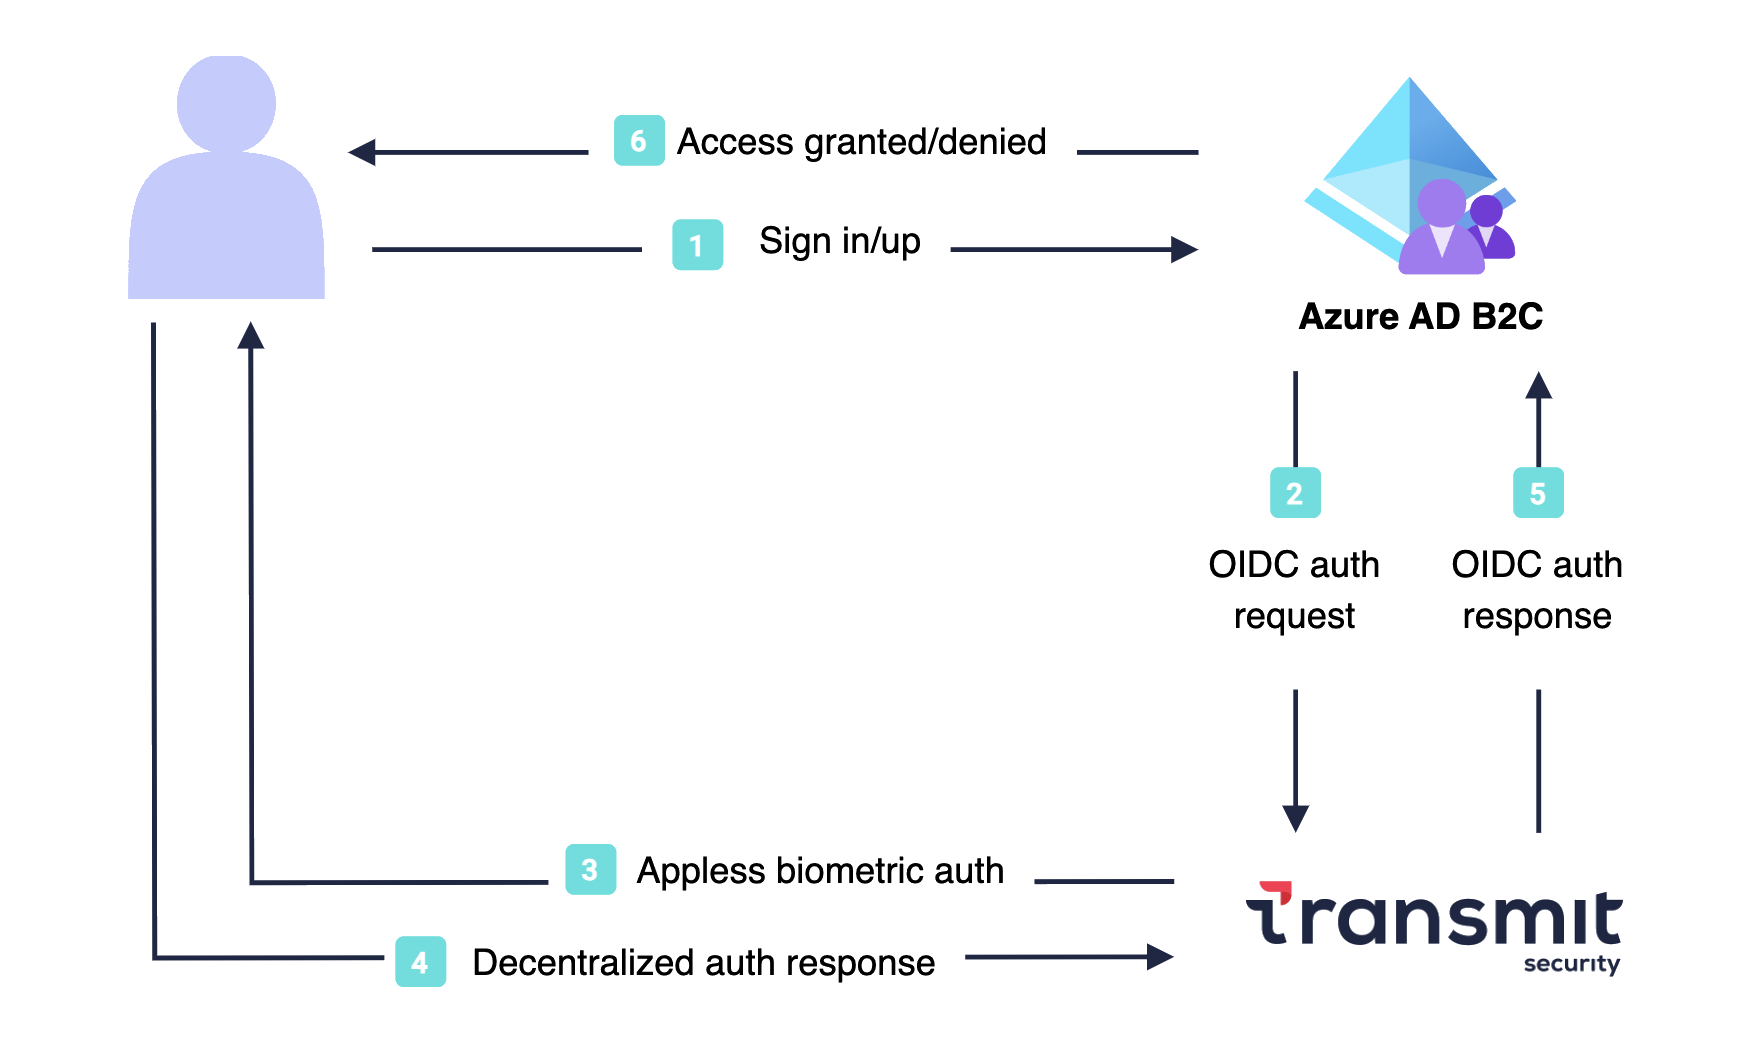 6 Access granted/denied
1 Sign in/up
Azure AD B2C
2 5
OIDC auth OIDC auth
request response
3 Appless biometric auth
4 Decentralized auth response
Transmit
security